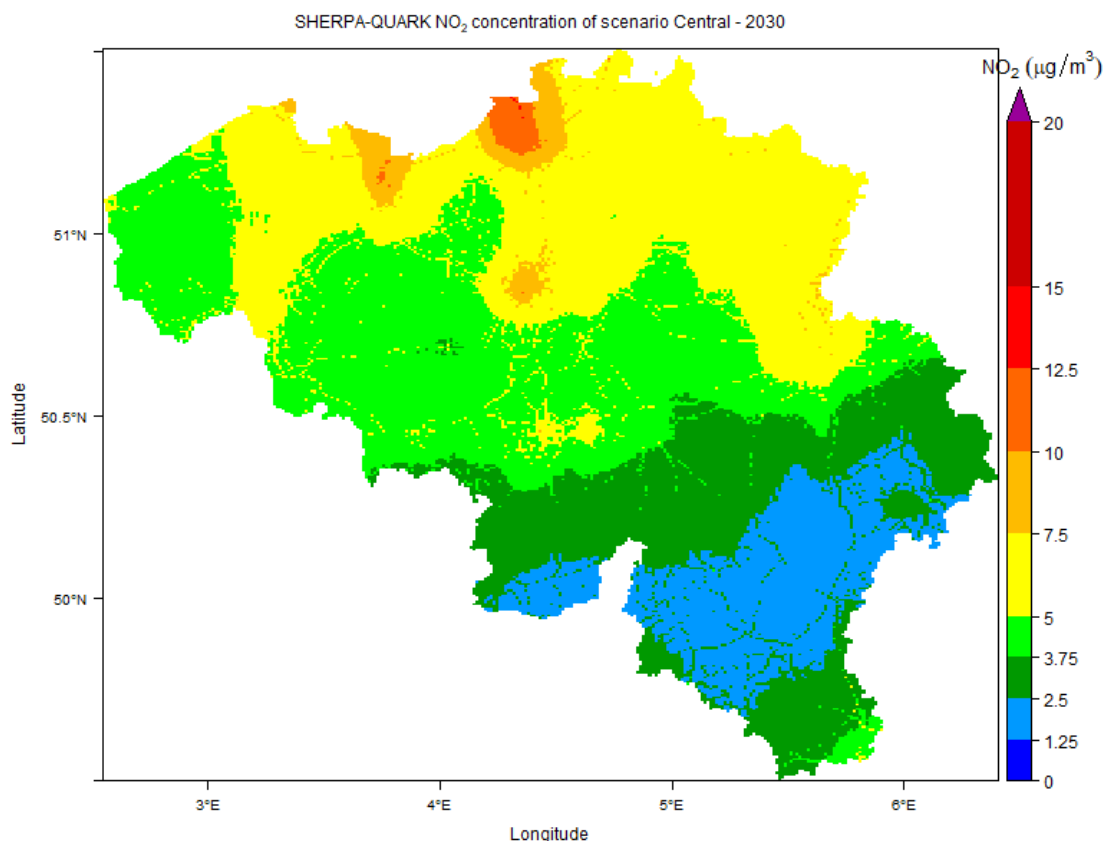 SHERPA-QUARK NO₂ concentration of scenario Central - 2030
NO₂ (μg/m³)
20
15
12.5
10
7.5
5
3.75
2.5
1.25
0
Latitude
51°N
50.5°N
50°N
3°E
4°E
5°E
6°E
Longitude